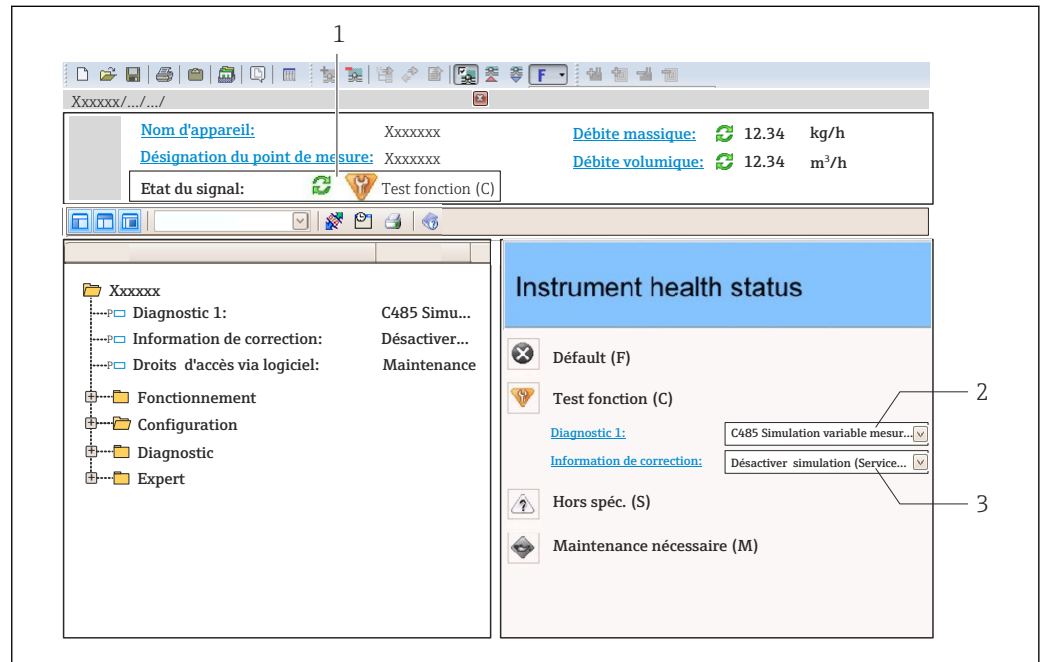 1
F
Xxxxxx/.../.../
Nom d'appareil: Xxxxxxx Débite massique: 12.34 kg/h
Désignation du point de mesure: Xxxxxxx Débite volumique: 12.34 m³/h
Etat du signal: Test fonction (C)
Xxxxxx
Diagnostic 1: C485 Simu...
Information de correction: Désactiver...
Droits d'accès via logiciel: Maintenance
Fonctionnement
Configuration
Diagnostic
Expert
Instrument health status
Défault (F)
Test fonction (C)
2
Diagnostic 1: C485 Simulation variable mesur...
Information de correction: Désactiver simulation (Service...
Hors spéc. (S)
3
Maintenance nécessaire (M)